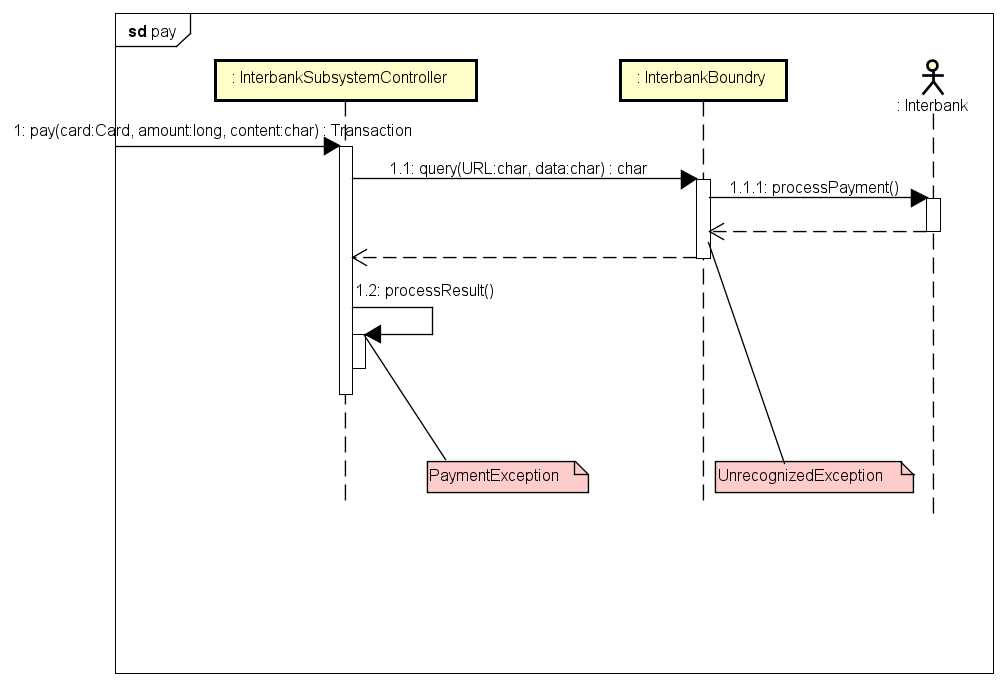 sd pay
: InterbankSubsystemController
: InterbankBoundry
: Interbank
1: pay(card:Card, amount:long, content:char) : Transaction
1.1: query(URL:char, data:char) : char
1.1.1: processPayment()
1.2: processResult()
PaymentException
UnrecognizedException